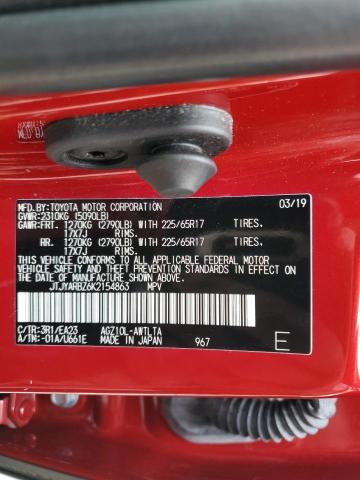 MFD.BY:TOYOTA MOTOR CORPORATION 03/19
GVWR:2310KG (5090LB)
GAWR:FRT. 1270KG (2790LB) WITH 225/65R17 TIRES.
17X7J RIMS.
RR. 1270KG (2790LB) WITH 225/65R17 TIRES.
17X7J RIMS.
THIS VEHICLE CONFORMS TO ALL APPLICABLE FEDERAL MOTOR
VEHICLE SAFETY AND BUMPER STANDARDS IN EFFECT ON
THE DATE OF MANUFACTURE SHOWN ABOVE.
JTJYARBZ6K2154863 MPV
C/TR:3R1/EA23 AGZ10L-AWTLTA
A/TM:-01A/U661E MADE IN JAPAN 967 E